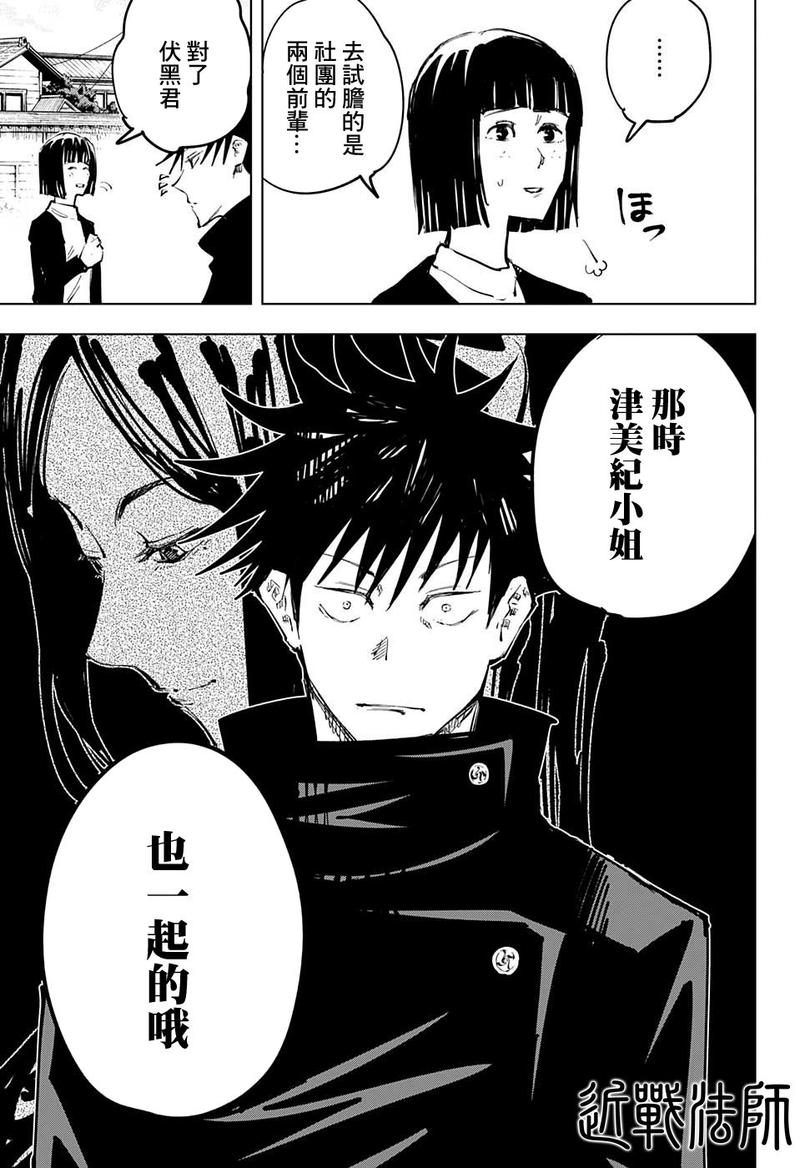 ……
去試膽的是
社團的
兩個前輩…
ほっ
對了
伏黑君
那時
津美紀小姐
也一起的哦
近戰法師